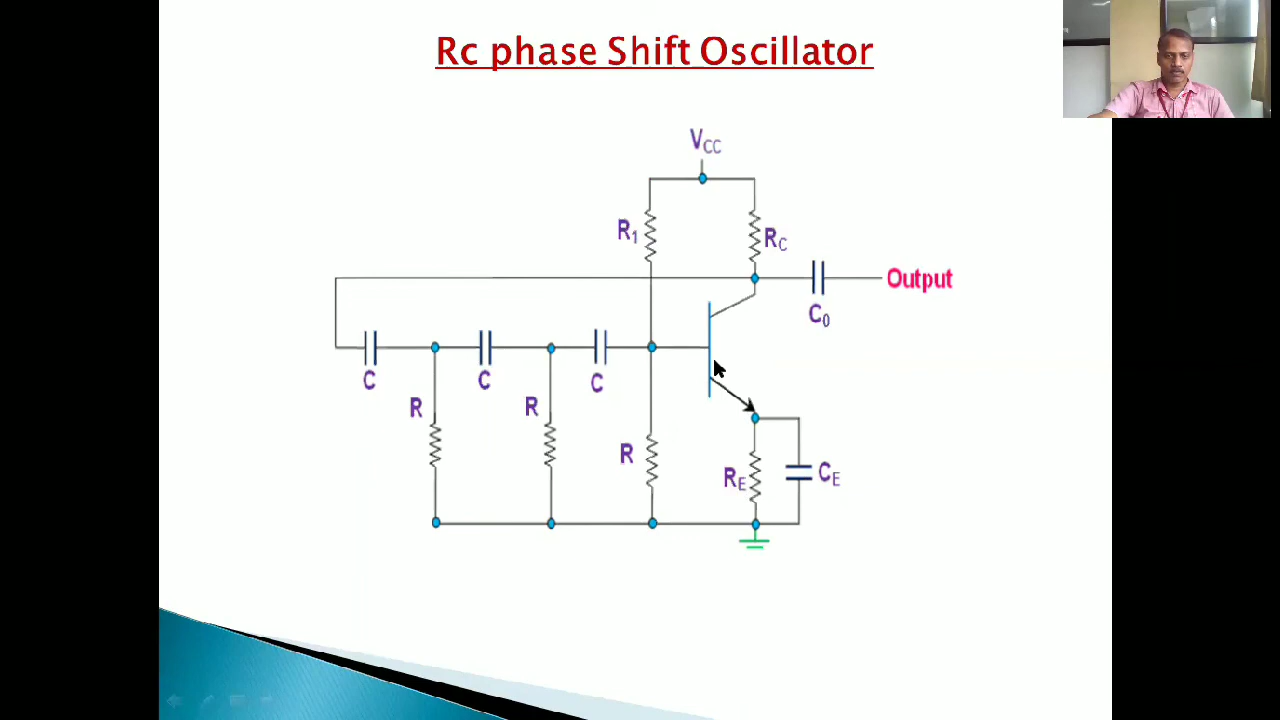 Rc phase Shift Oscillator
VCC
R1
RC
Output
C0
C
C
C
R
R
R
RE
CE